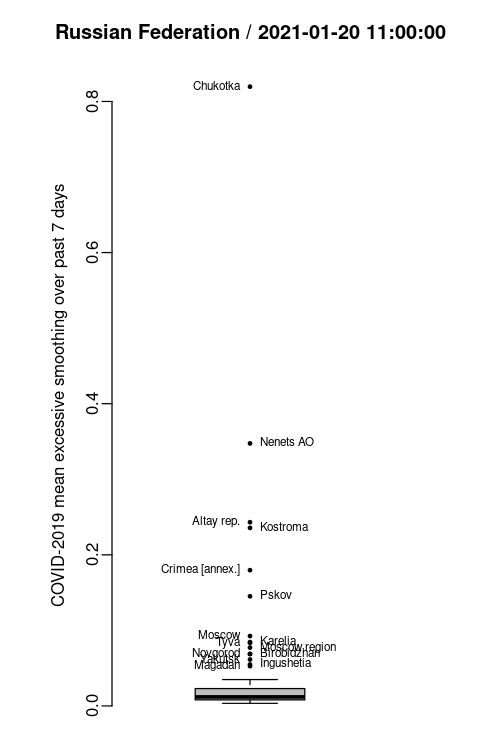 Russian Federation / 2021-01-20 11:00:00
COVID-2019 mean excessive smoothing over past 7 days
0.8
0.6
0.4
0.2
0.0
Chukotka
Nenets AO
Altay rep.
Kostroma
Crimea [annex.]
Pskov
Moscow
Karelia
Tyva
Moscow region
Novgorod
Birobidzhan
Yakutsk
Ingushetia
Magadan